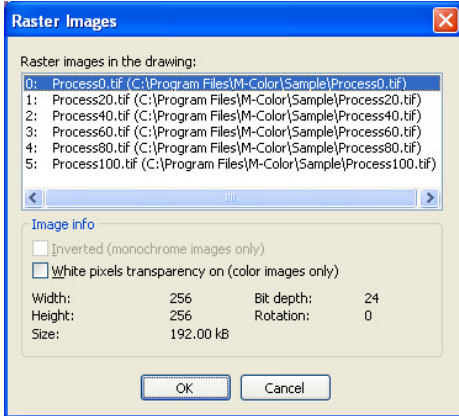 Raster Images
Raster images in the drawing:
0: Process0.tif (C:\Program Files\M-Color\Sample\Process0.tif)
1: Process20.tif (C:\Program Files\M-Color\Sample\Process20.tif)
2: Process40.tif (C:\Program Files\M-Color\Sample\Process40.tif)
3: Process60.tif (C:\Program Files\M-Color\Sample\Process60.tif)
4: Process80.tif (C:\Program Files\M-Color\Sample\Process80.tif)
5: Process100.tif (C:\Program Files\M-Color\Sample\Process100.tif)
Image info
Inverted (monochrome images only)
White pixels transparency on (color images only)
Width: 256 Bit depth: 24
Height: 256 Rotation: 0
Size: 192.00 kB
OK Cancel